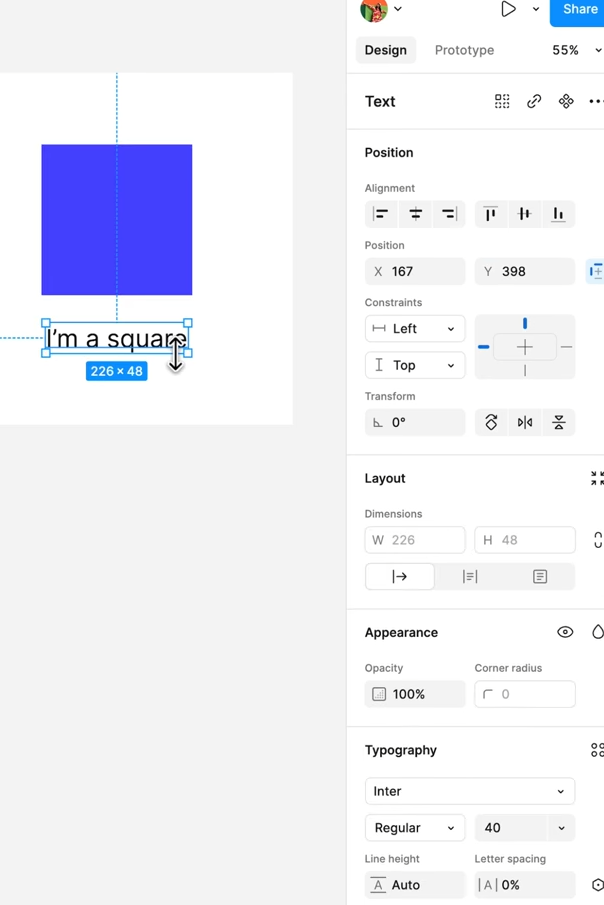 Share
Design Prototype 55%
Text
Position
Alignment
Position
X 167 Y 398
Constraints
Left
Top
Transform
0°
I'm a square
226 × 48
Layout
Dimensions
W 226 H 48
Appearance
Opacity Corner radius
100% 0
Typography
Inter
Regular 40
Line height Letter spacing
A Auto |A| 0%